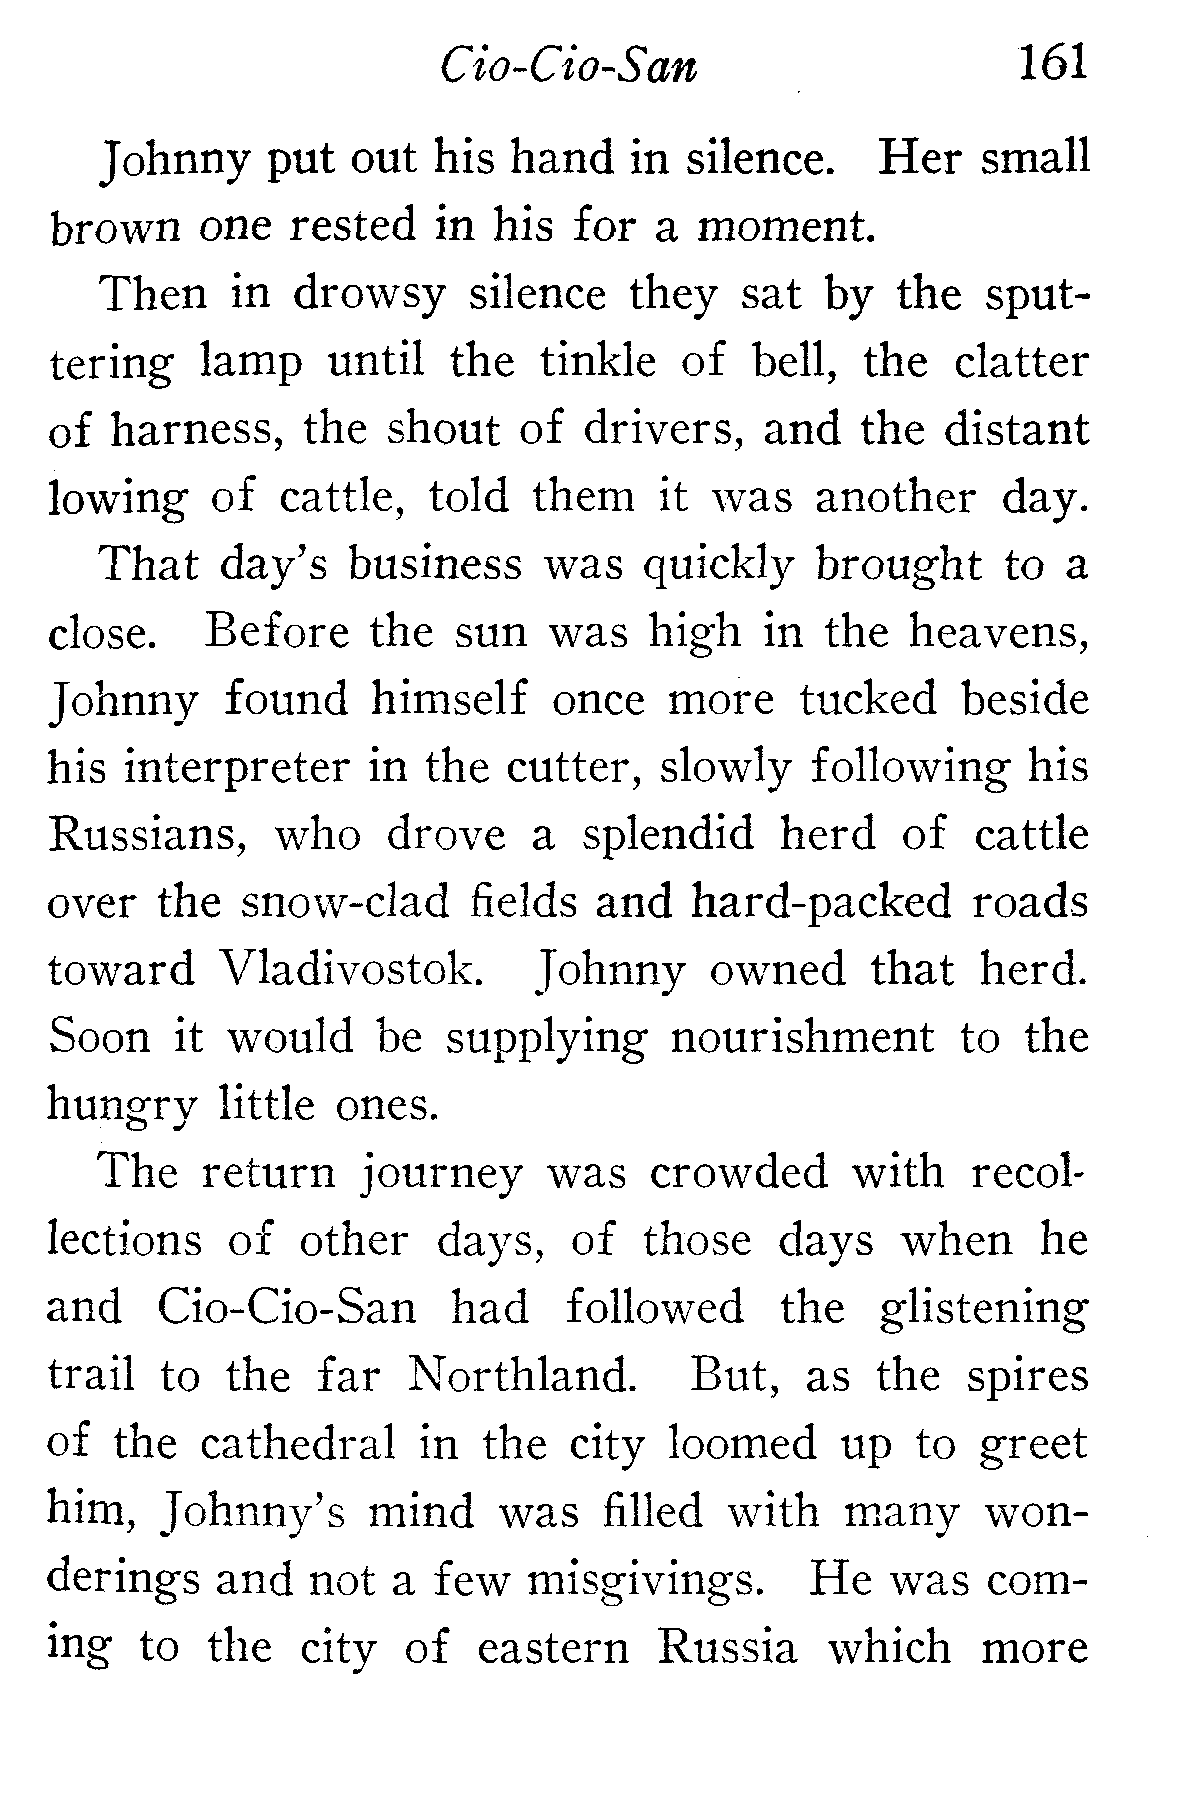 Cio-Cio-San 161
Johnny put out his hand in silence. Her small
brown one rested in his for a moment.
Then in drowsy silence they sat by the sput-
tering lamp until the tinkle of bell, the clatter
of harness, the shout of drivers, and the distant
lowing of cattle, told them it was another day.
That day's business was quickly brought to a
close. Before the sun was high in the heavens,
Johnny found himself once more tucked beside
his interpreter in the cutter, slowly following his
Russians, who drove a splendid herd of cattle
over the snow-clad fields and hard-packed roads
toward Vladivostok. Johnny owned that herd.
Soon it would be supplying nourishment to the
hungry little ones.
The return journey was crowded with recol-
lections of other days, of those days when he
and Cio-Cio-San had followed the glistening
trail to the far Northland. But, as the spires
of the cathedral in the city loomed up to greet
him, Johnny's mind was filled with many won-
derings and not a few misgivings. He was com-
ing to the city of eastern Russia which more